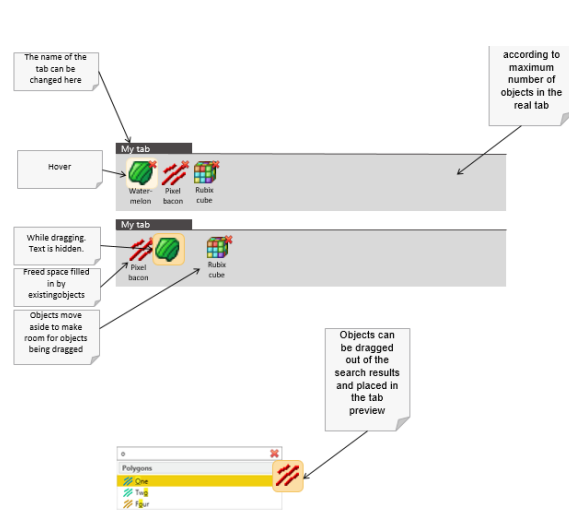 The name of the
tab can be
changed here
according to
maximum
number of
objects in the
real tab
My tab
Hover
Water-
melon
Pixel
bacon
Rubix
cube
My tab
While dragging.
Text is hidden.
Pixel
bacon
Rubix
cube
Freed space filled
in by
existingobjects
Objects move
aside to make
room for objects
being dragged
Objects can
be dragged
out of the
search results
and placed in
the tab
preview
o
Polygons
One
Two
Four